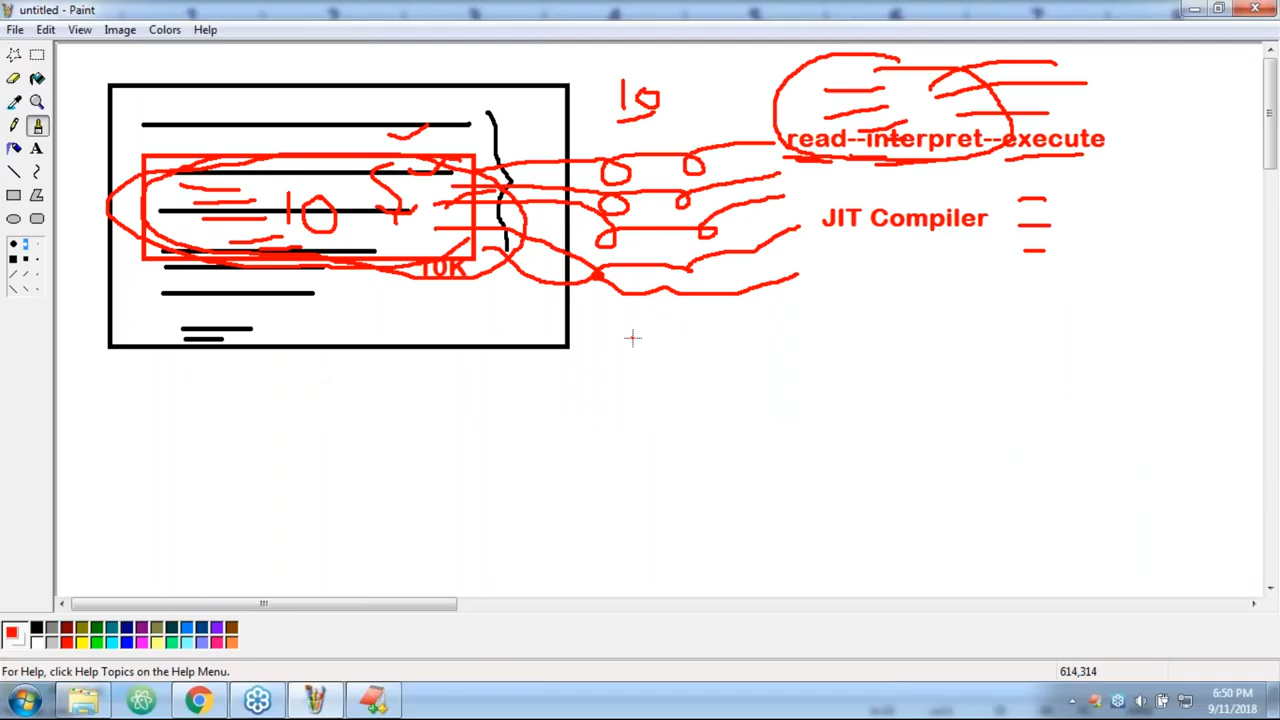 untitled - Paint
File Edit View Image Colors Help
10
read--interpret--execute
10
JIT Compiler
10K
For Help, click Help Topics on the Help Menu.
614,314
6:50 PM
9/11/2018